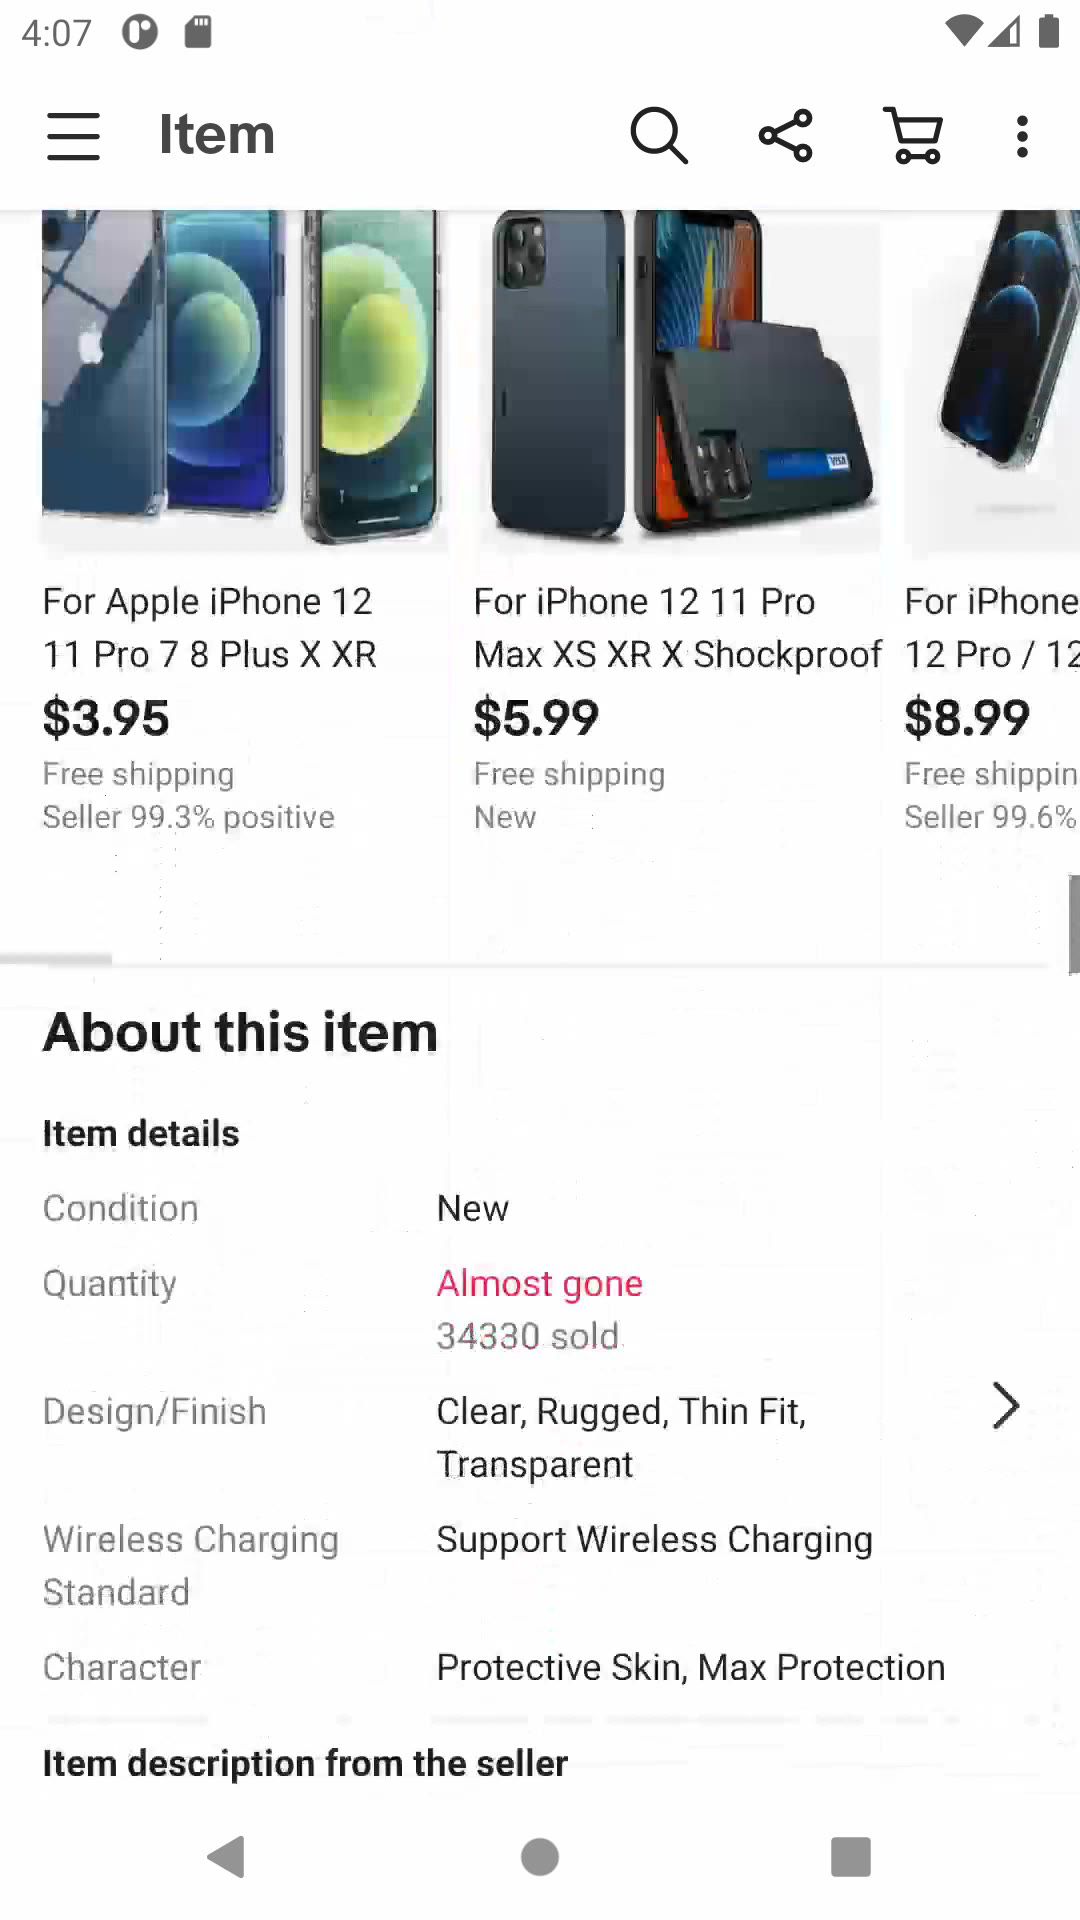 4:07
Item
VISA
For Apple iPhone 12
11 Pro 7 8 Plus X XR
$3.95
Free shipping
Seller 99.3% positive
For iPhone 12 11 Pro
Max XS XR X Shockproof
$5.99
Free shipping
New
For iPhone
12 Pro / 12
$8.99
Free shippin
Seller 99.6%
About this item
Item details
Condition New
Quantity Almost gone
34330 sold
Design/Finish Clear, Rugged, Thin Fit,
Transparent
Wireless Charging Support Wireless Charging
Standard
Character Protective Skin, Max Protection
Item description from the seller